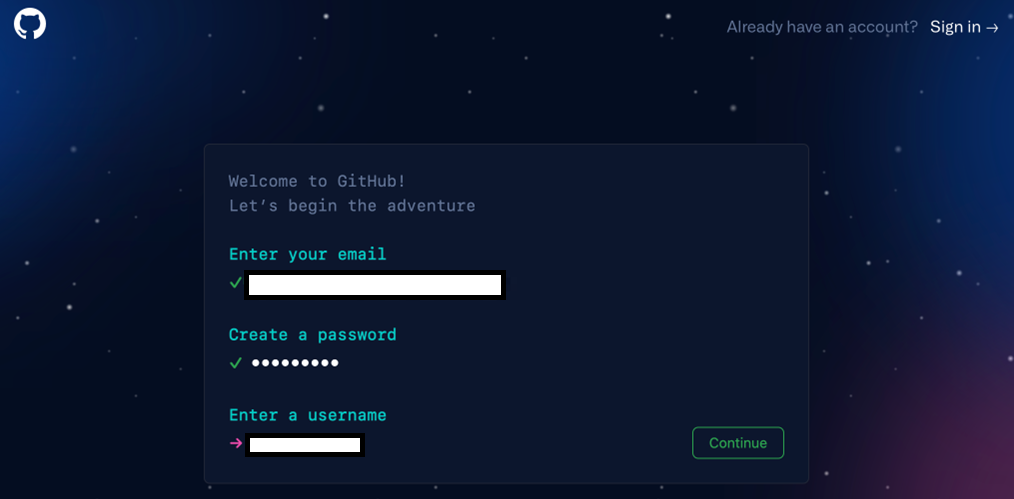 Already have an account? Sign in →
Welcome to GitHub!
Let's begin the adventure
Enter your email
Create a password
•••••••••
Enter a username
Continue